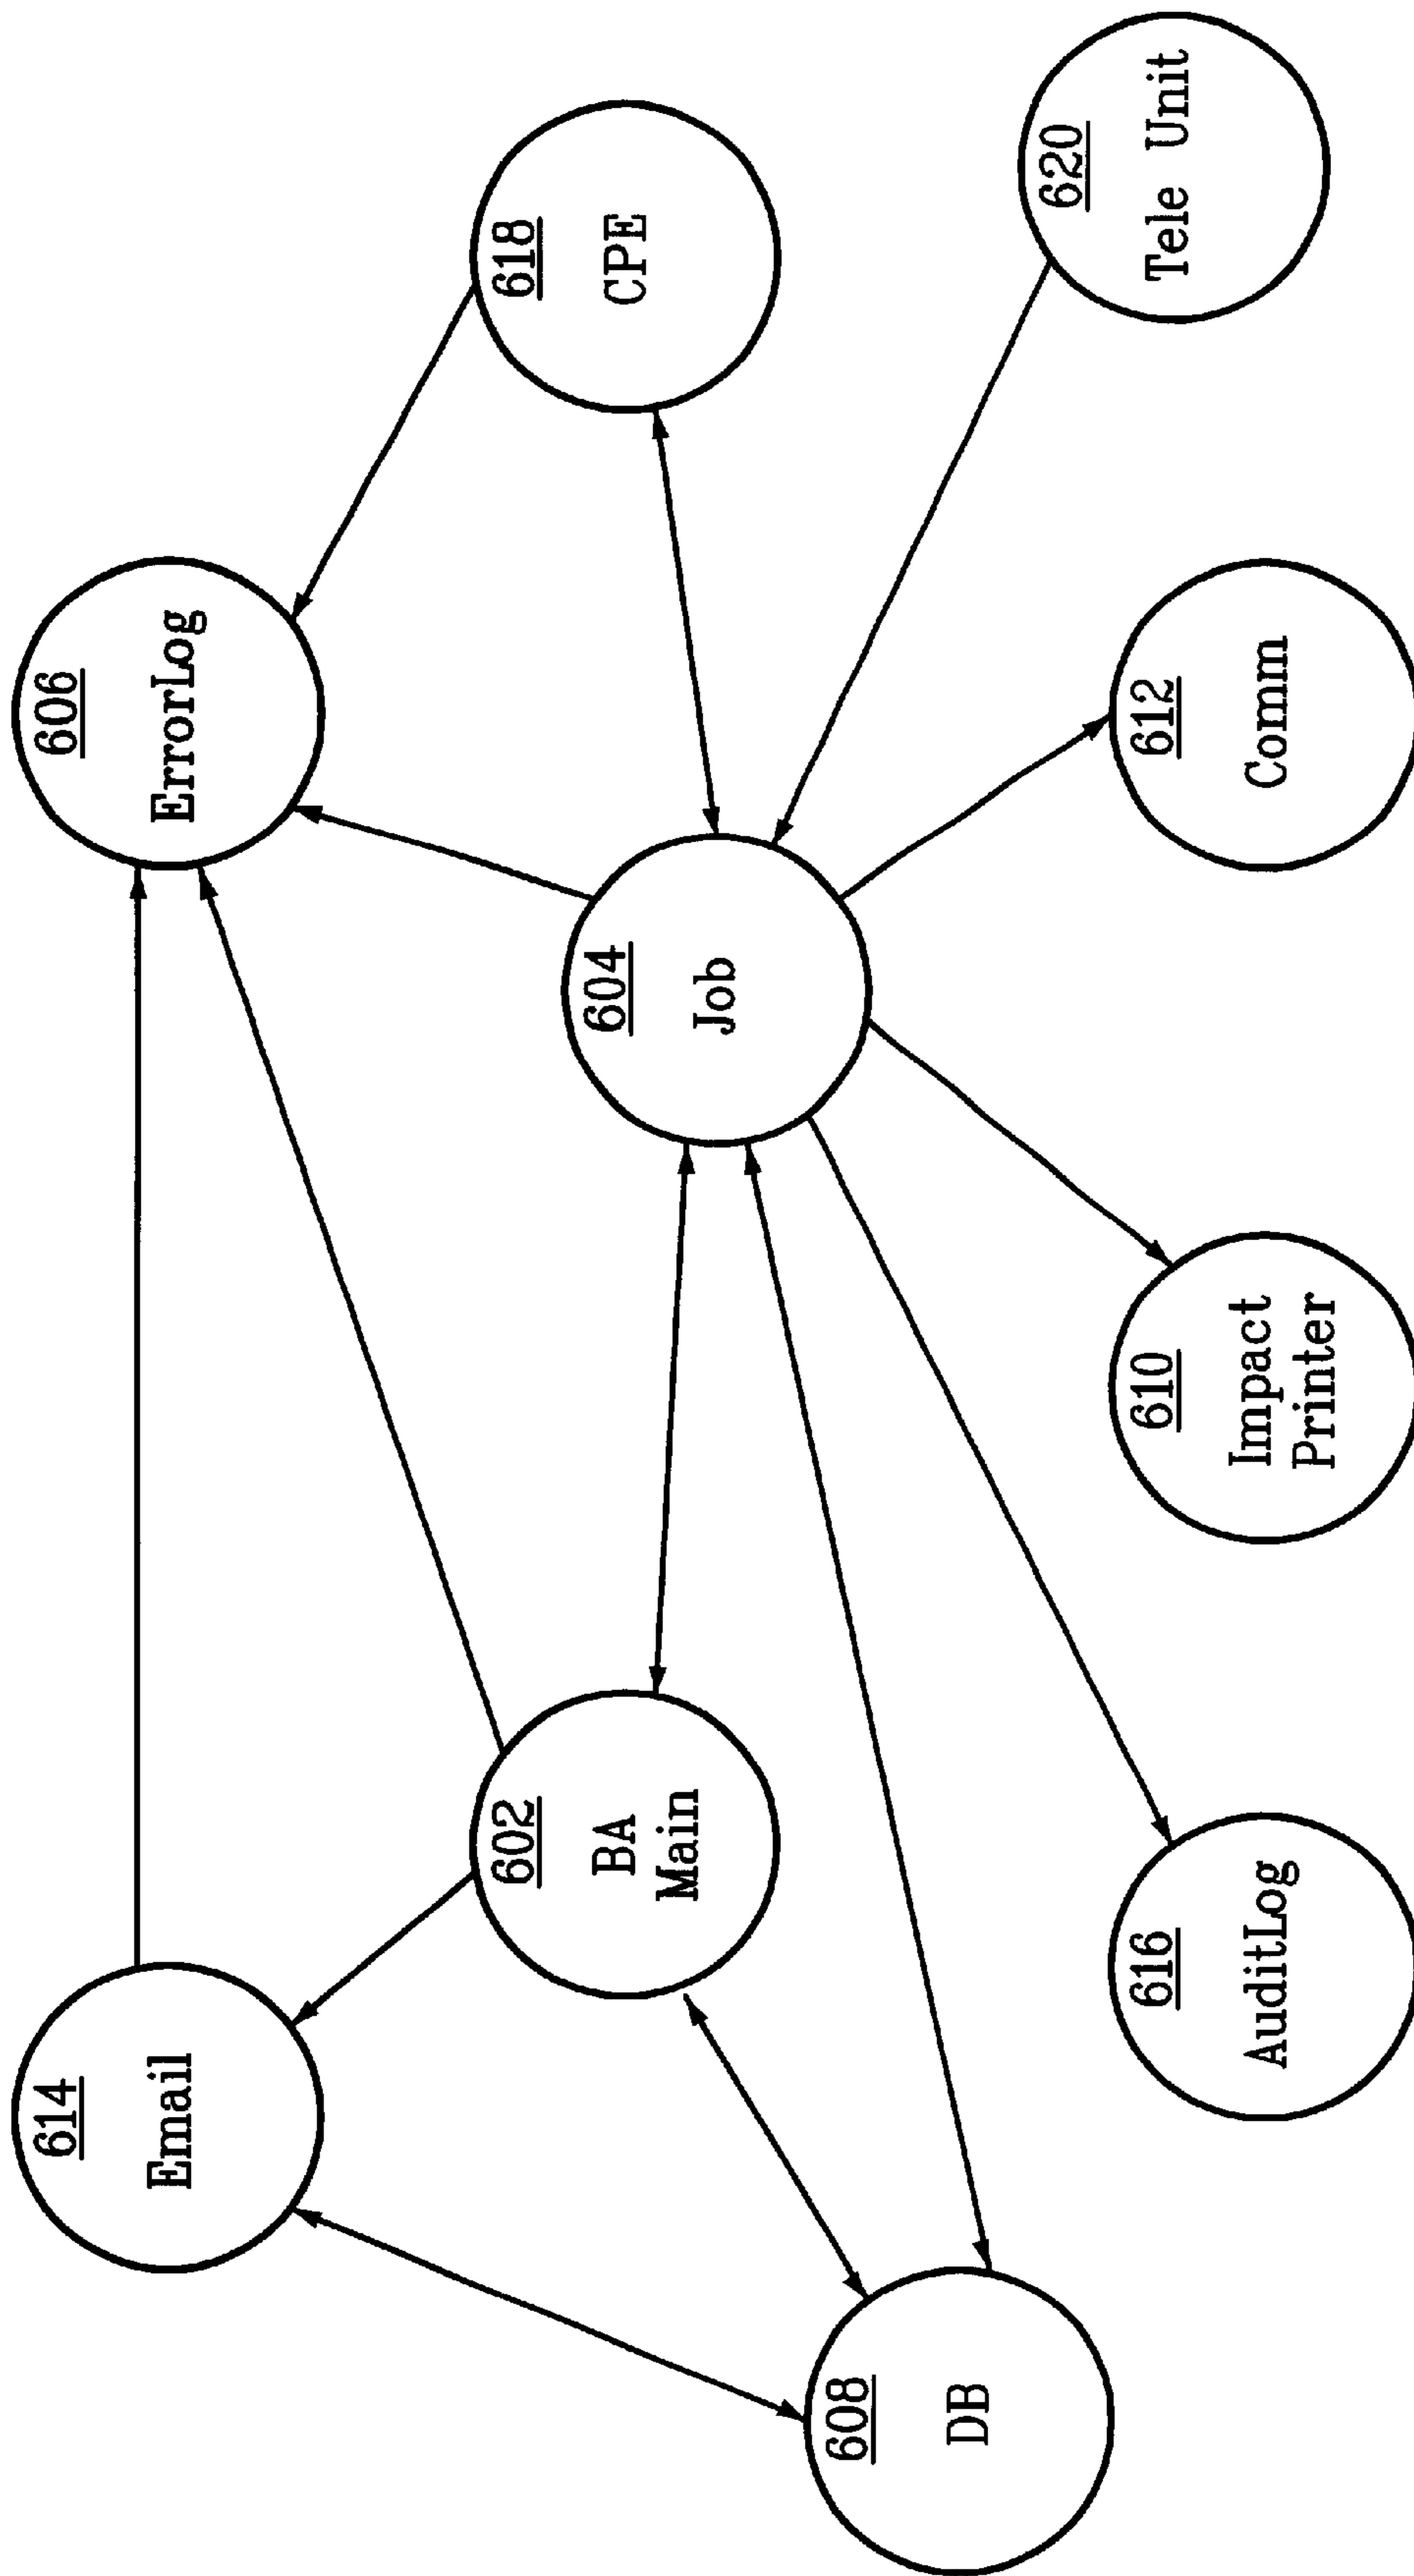 614
Email
606
ErrorLog
602
BA
Main
618
CPE
604
Job
608
DB
620
Tele Unit
616
AuditLog
610
Impact
Printer
612
Comm